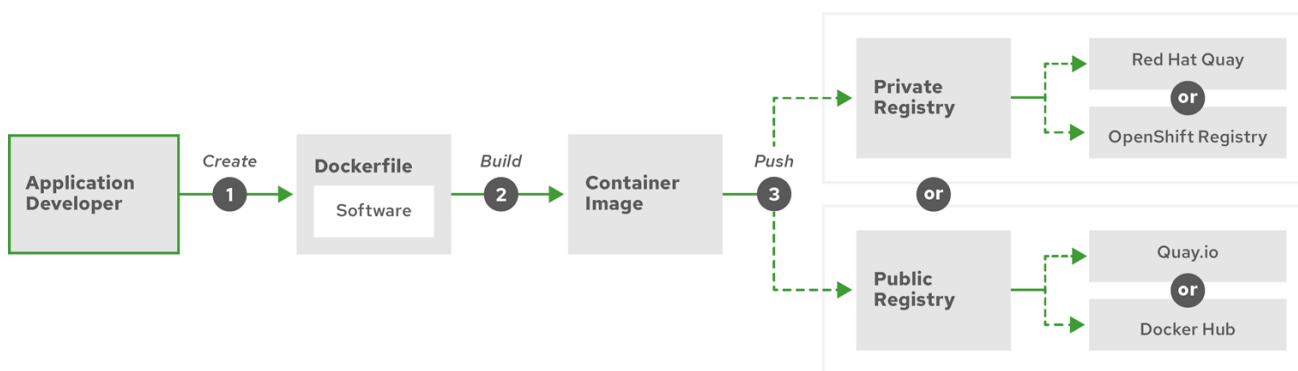 Application
Developer
Create
1
Dockerfile
Software
Build
2
Container
Image
Push
3
Private
Registry
Red Hat Quay
or
OpenShift Registry
or
Public
Registry
Quay.io
or
Docker Hub